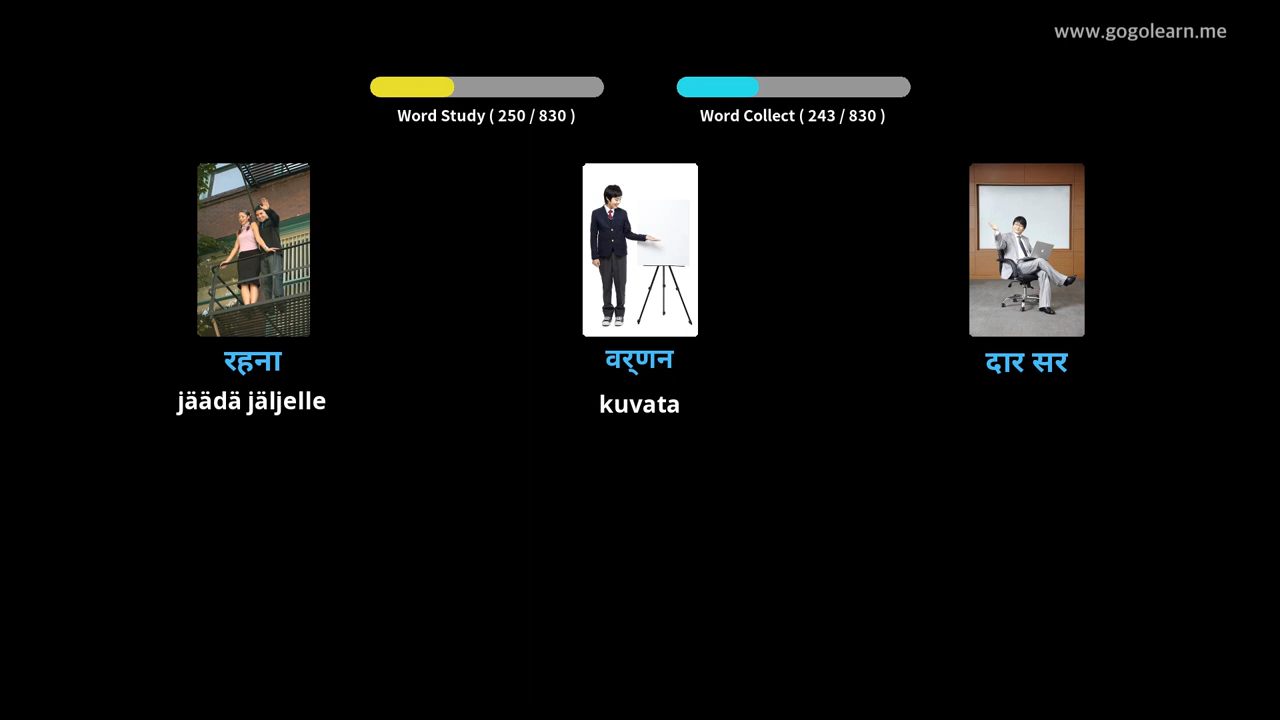 www.gogolearn.me
Word Study ( 250 / 830 )
Word Collect ( 243 / 830 )
रहना
वर्‌णन
दार सर
jäädä jäljelle
kuvata